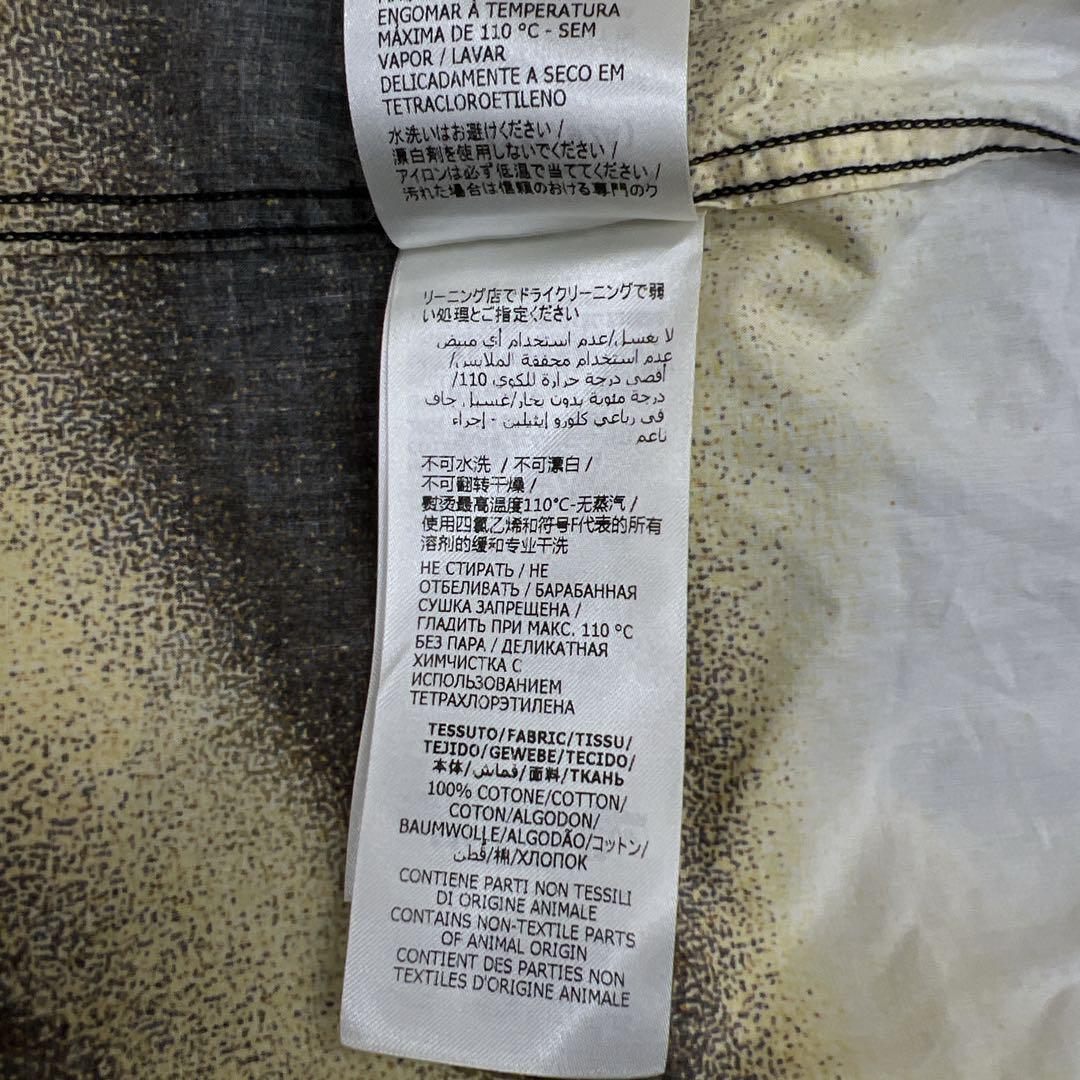 ENGOMAR À TEMPERATURA
MÁXIMA DE 110 °C - SEM
VAPOR / LAVAR
DELICADAMENTE A SECO EM
TETRACLOROETILENO
水洗いはお避けください /
漂白剤を使用しないでください /
アイロンは必ず低温で当ててください /
汚れた場合は信頼のおける専門のク
リーニング店でドライクリーニングで弱
い処理とご指定ください
لا يغسل/عدم استخدام أي مبيض
عدم استخدام مجففة الملابس/
أقصى درجة حرارة للكوي 110/
درجة مئوية بدون بخار/غسيل جاف
في رباعي كلورو إيثيلين - إجراء
ناعم
不可水洗 / 不可漂白 /
不可翻转干燥 /
熨烫最高温度110°C-无蒸汽 /
使用四氯乙烯和符号F代表的所有
溶剂的缓和专业干洗
НЕ СТИРАТЬ / НЕ
ОТБЕЛИВАТЬ / БАРАБАННАЯ
СУШКА ЗАПРЕЩЕНА /
ГЛАДИТЬ ПРИ МАКС. 110 °C
БЕЗ ПАРА / ДЕЛИКАТНАЯ
ХИМЧИСТКА С
ИСПОЛЬЗОВАНИЕМ
ТЕТРАХЛОРЭТИЛЕНА
TESSUTO/FABRIC/TISSU/
TEJIDO/GEWEBE/TECIDO/
本体/قماش/面料/ТКАНЬ
100% COTONE/COTTON/
COTON/ALGODON/
BAUMWOLLE/ALGODÃO/コットン/
قُطن/棉/ХЛОПОК
CONTIENE PARTI NON TESSILI
DI ORIGINE ANIMALE
CONTAINS NON-TEXTILE PARTS
OF ANIMAL ORIGIN
CONTIENT DES PARTIES NON
TEXTILES D'ORIGINE ANIMALE